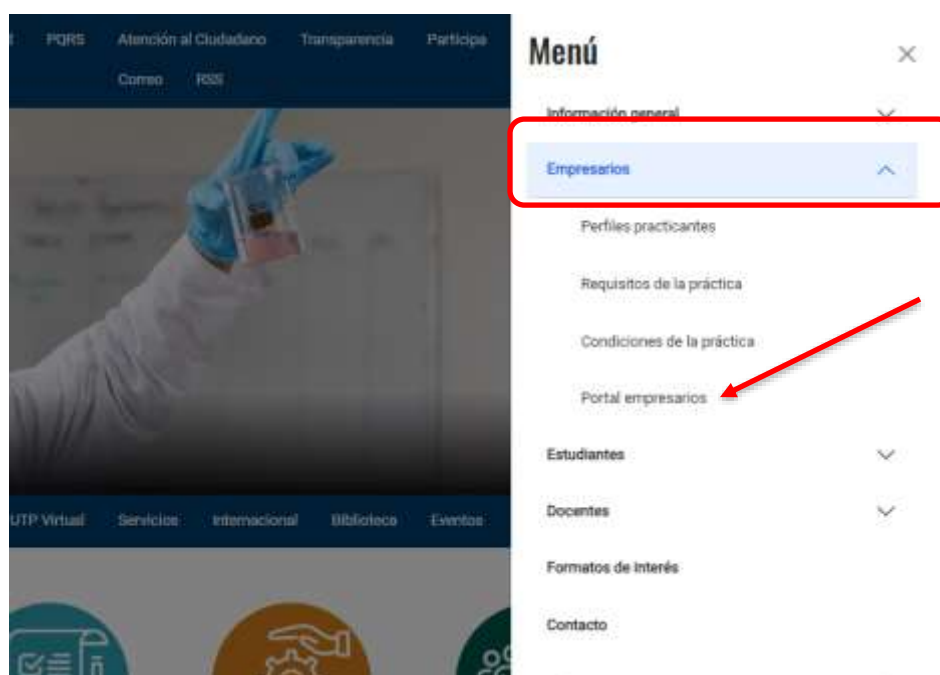 PQRS Atención al Ciudadano Transparencia Participa
Correo RSS
Menú
Información general
Empresarios
Perfiles practicantes
Requisitos de la práctica
Condiciones de la práctica
Portal empresarios
Estudiantes
UTP Virtual Servicios Internacional Biblioteca Eventos
Docentes
Formatos de Interés
Contacto